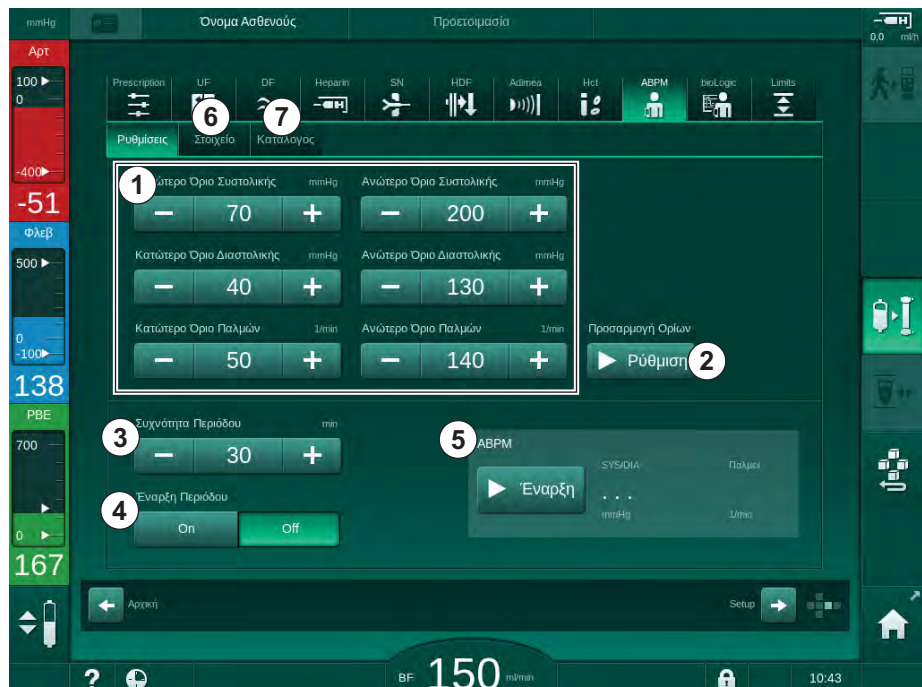 mmHg Όνομα Ασθενούς Προετοιμασία
0,0 ml/h
Αρτ
100
0
-400
-51
Φλεβ
500
0
-100
138
PBE
700
0
167
Prescription UF DF Heparin SN HDF Adimea Hct ABPM bioLogic Limits
6 7
Ρυθμίσεις Στοιχείο Κατάλογος
1
Όριο Συστολικής mmHg Ανώτερο Όριο Συστολικής mmHg
− 70 + − 200 +
Κατώτερο Όριο Διαστολικής mmHg Ανώτερο Όριο Διαστολικής mmHg
− 40 + − 130 +
Κατώτερο Όριο Παλμών 1/min Ανώτερο Όριο Παλμών 1/min Προσαρμογή Ορίων
− 50 + − 140 + Ρύθμιση 2
3
Συχνότητα Περιόδου min
− 30 +
4
Έναρξη Περιόδου
On Off
5
ABPM
SYS/DIA Παλμοί
Έναρξη . . .
mmHg 1/min
Αρχική Setup
? BF 150 ml/min 10:43